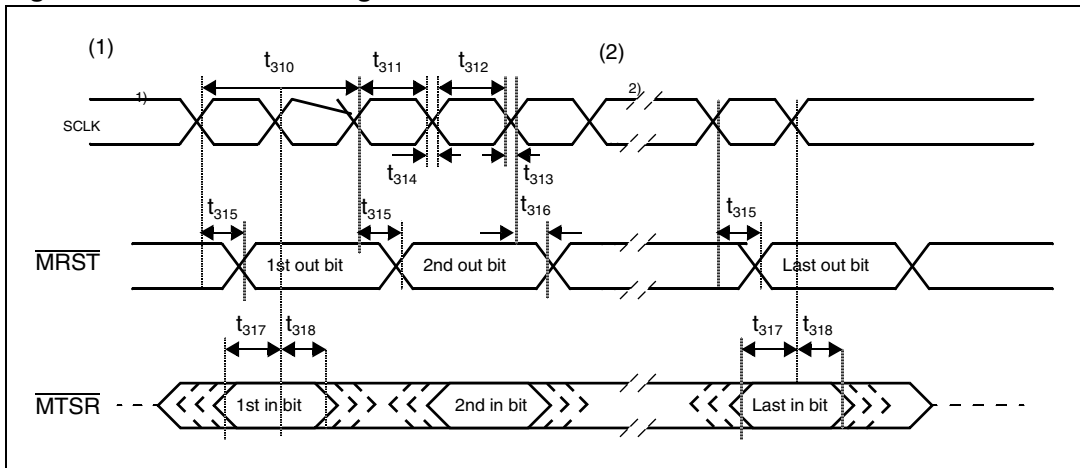 (1) (2)
t310 t311 t312
1) 2)
SCLK
t314 t313
t315 t315 t316 t315
MRST 1st out bit 2nd out bit Last out bit
t317 t318 t317 t318
MTSR 1st in bit 2nd in bit Last in bit